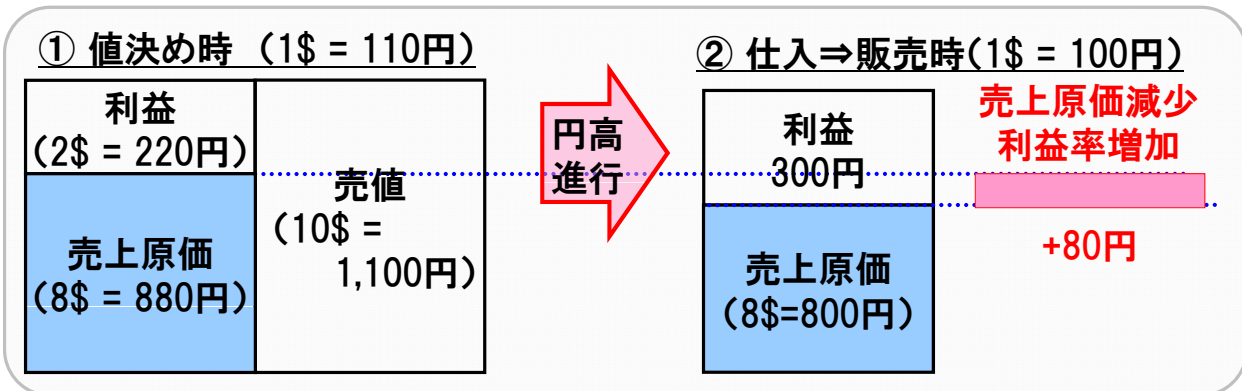 ① 値決め時 （1$ = 110円）
利益
（2$ = 220円）
売上原価
（8$ = 880円）
売値
（10$ =
1,100円）
円高
進行
② 仕入⇒販売時（1$ = 100円）
利益
300円
売上原価
（8$=800円）
売上原価減少
利益率増加
+80円